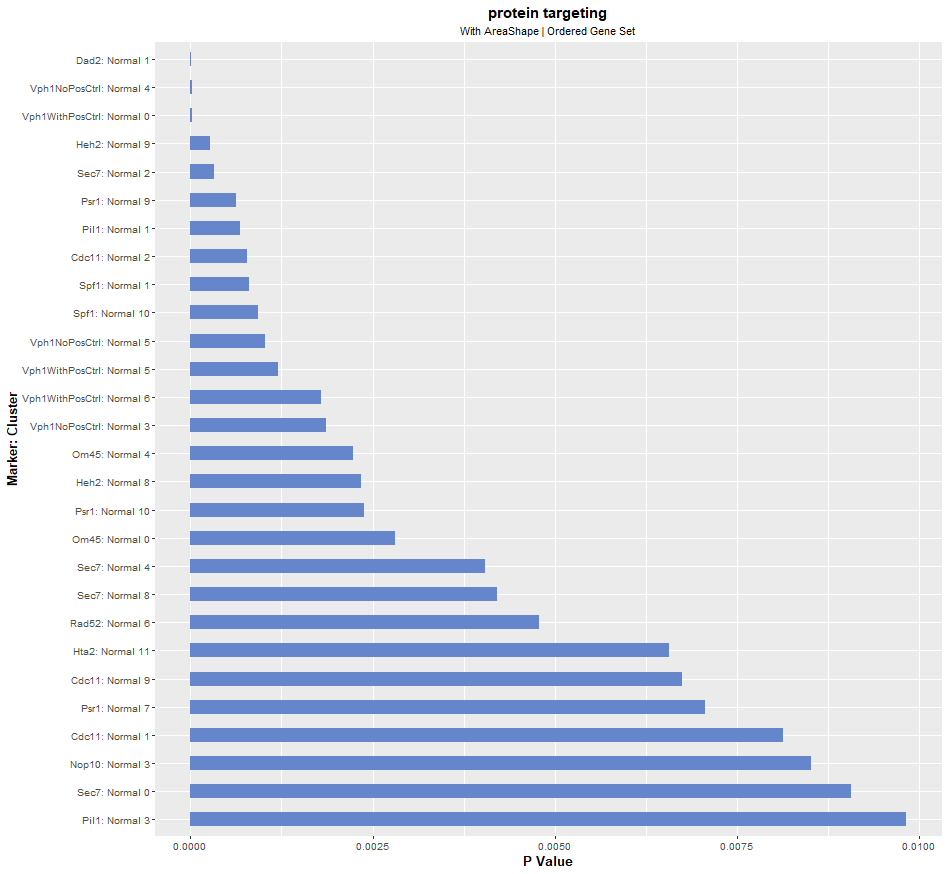 protein targeting
With AreaShape | Ordered Gene Set
Marker: Cluster
Dad2: Normal 1
Vph1NoPosCtrl: Normal 4
Vph1WithPosCtrl: Normal 0
Heh2: Normal 9
Sec7: Normal 2
Psr1: Normal 9
Pil1: Normal 1
Cdc11: Normal 2
Spf1: Normal 1
Spf1: Normal 10
Vph1NoPosCtrl: Normal 5
Vph1WithPosCtrl: Normal 5
Vph1WithPosCtrl: Normal 6
Vph1NoPosCtrl: Normal 3
Om45: Normal 4
Heh2: Normal 8
Psr1: Normal 10
Om45: Normal 0
Sec7: Normal 4
Sec7: Normal 8
Rad52: Normal 6
Hta2: Normal 11
Cdc11: Normal 9
Psr1: Normal 7
Cdc11: Normal 1
Nop10: Normal 3
Sec7: Normal 0
Pil1: Normal 3
0.0000 0.0025 0.0050 0.0075 0.0100
P Value